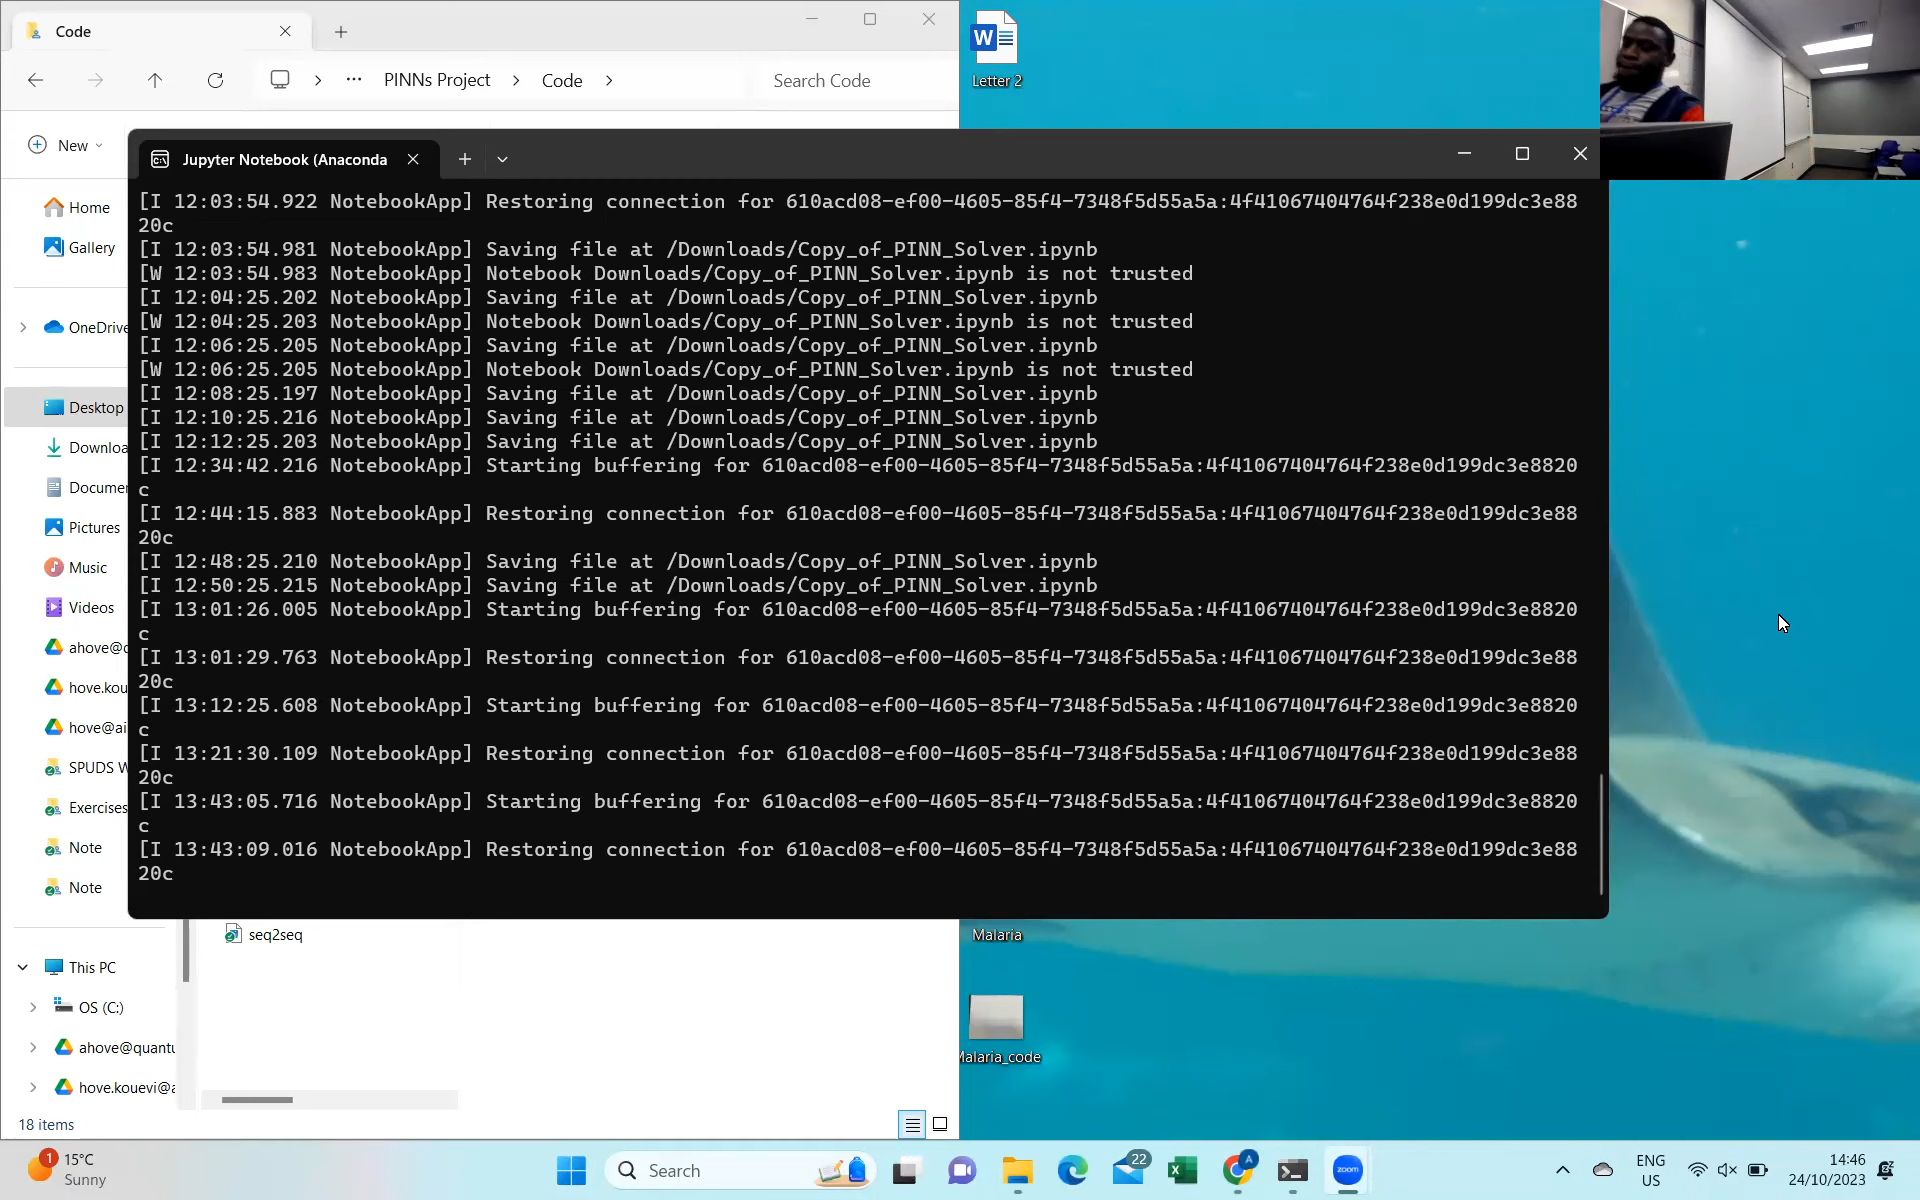 Code
PINNs Project
Code
Search Code
New
Letter 2
Jupyter Notebook (Anaconda
[I 12:03:54.922 NotebookApp] Restoring connection for 610acd08-ef00-4605-85f4-7348f5d55a5a:4f41067404764f238e0d199dc3e88
20c
[I 12:03:54.981 NotebookApp] Saving file at /Downloads/Copy_of_PINN_Solver.ipynb
[W 12:03:54.983 NotebookApp] Notebook Downloads/Copy_of_PINN_Solver.ipynb is not trusted
[I 12:04:25.202 NotebookApp] Saving file at /Downloads/Copy_of_PINN_Solver.ipynb
[W 12:04:25.203 NotebookApp] Notebook Downloads/Copy_of_PINN_Solver.ipynb is not trusted
[I 12:06:25.205 NotebookApp] Saving file at /Downloads/Copy_of_PINN_Solver.ipynb
[W 12:06:25.205 NotebookApp] Notebook Downloads/Copy_of_PINN_Solver.ipynb is not trusted
[I 12:08:25.197 NotebookApp] Saving file at /Downloads/Copy_of_PINN_Solver.ipynb
[I 12:10:25.216 NotebookApp] Saving file at /Downloads/Copy_of_PINN_Solver.ipynb
[I 12:12:25.203 NotebookApp] Saving file at /Downloads/Copy_of_PINN_Solver.ipynb
[I 12:34:42.216 NotebookApp] Starting buffering for 610acd08-ef00-4605-85f4-7348f5d55a5a:4f41067404764f238e0d199dc3e8820
c
[I 12:44:15.883 NotebookApp] Restoring connection for 610acd08-ef00-4605-85f4-7348f5d55a5a:4f41067404764f238e0d199dc3e88
20c
[I 12:48:25.210 NotebookApp] Saving file at /Downloads/Copy_of_PINN_Solver.ipynb
[I 12:50:25.215 NotebookApp] Saving file at /Downloads/Copy_of_PINN_Solver.ipynb
[I 13:01:26.005 NotebookApp] Starting buffering for 610acd08-ef00-4605-85f4-7348f5d55a5a:4f41067404764f238e0d199dc3e8820
c
[I 13:01:29.763 NotebookApp] Restoring connection for 610acd08-ef00-4605-85f4-7348f5d55a5a:4f41067404764f238e0d199dc3e88
20c
[I 13:12:25.608 NotebookApp] Starting buffering for 610acd08-ef00-4605-85f4-7348f5d55a5a:4f41067404764f238e0d199dc3e8820
c
[I 13:21:30.109 NotebookApp] Restoring connection for 610acd08-ef00-4605-85f4-7348f5d55a5a:4f41067404764f238e0d199dc3e88
20c
[I 13:43:05.716 NotebookApp] Starting buffering for 610acd08-ef00-4605-85f4-7348f5d55a5a:4f41067404764f238e0d199dc3e8820
c
[I 13:43:09.016 NotebookApp] Restoring connection for 610acd08-ef00-4605-85f4-7348f5d55a5a:4f41067404764f238e0d199dc3e88
20c
Home
Gallery
OneDrive
Desktop
Downloa
Documen
Pictures
Music
Videos
ahove@q
hove.kou
hove@ai
SPUDS W
Exercises
Note
Note
This PC
OS (C:)
ahove@quantu
hove.kouevi@a
seq2seq
18 items
Malaria
Malaria_code
1
15°C
Sunny
Search
22
A
zoom
ENG
US
14:46
24/10/2023